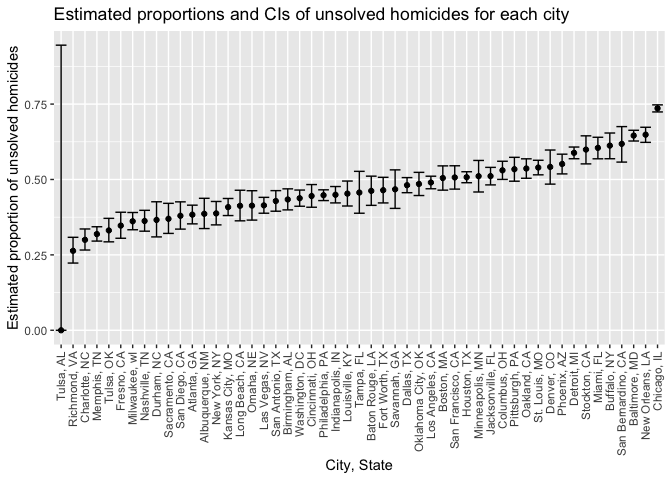 Estimated proportions and CIs of unsolved homicides for each city
Estimated proportion of unsolved homicides
0.75
0.50
0.25
0.00
Tulsa, AL
Richmond, VA
Charlotte, NC
Memphis, TN
Tulsa, OK
Fresno, CA
Milwaukee, wI
Nashville, TN
Durham, NC
Sacramento, CA
San Diego, CA
Atlanta, GA
Albuquerque, NM
New York, NY
Kansas City, MO
Long Beach, CA
Omaha, NE
Las Vegas, NV
San Antonio, TX
Birmingham, AL
Washington, DC
Cincinnati, OH
Philadelphia, PA
Indianapolis, IN
Louisville, KY
Tampa, FL
Baton Rouge, LA
Fort Worth, TX
Savannah, GA
Dallas, TX
Oklahoma City, OK
Los Angeles, CA
Boston, MA
San Francisco, CA
Houston, TX
Minneapolis, MN
Jacksonville, FL
Columbus, OH
Pittsburgh, PA
Oakland, CA
St. Louis, MO
Denver, CO
Phoenix, AZ
Detroit, MI
Stockton, CA
Miami, FL
Buffalo, NY
San Bernardino, CA
Baltimore, MD
New Orleans, LA
Chicago, IL
City, State